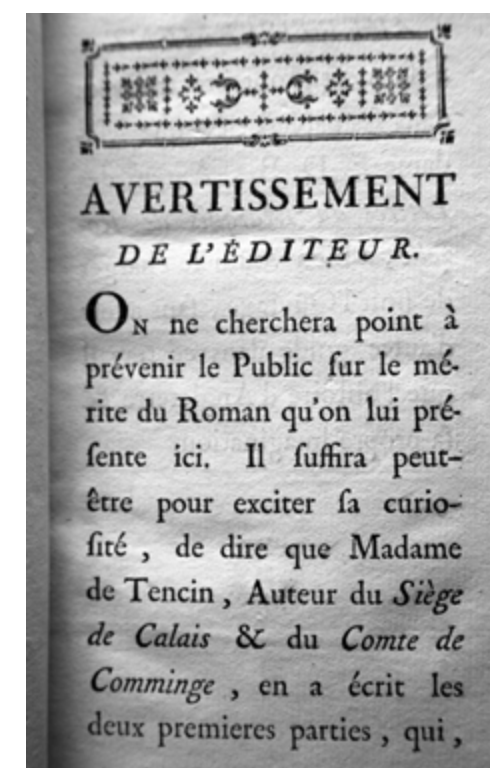 AVERTISSEMENT
DE L'ÉDITEUR.
ON ne cherchera point à
prévenir le Public ſur le mé-
rite du Roman qu'on lui pré-
ſente ici. Il ſuffira peut-
être pour exciter ſa curio-
ſité , de dire que Madame
de Tencin , Auteur du Siège
de Calais & du Comte de
Comminge , en a écrit les
deux premieres parties , qui ,